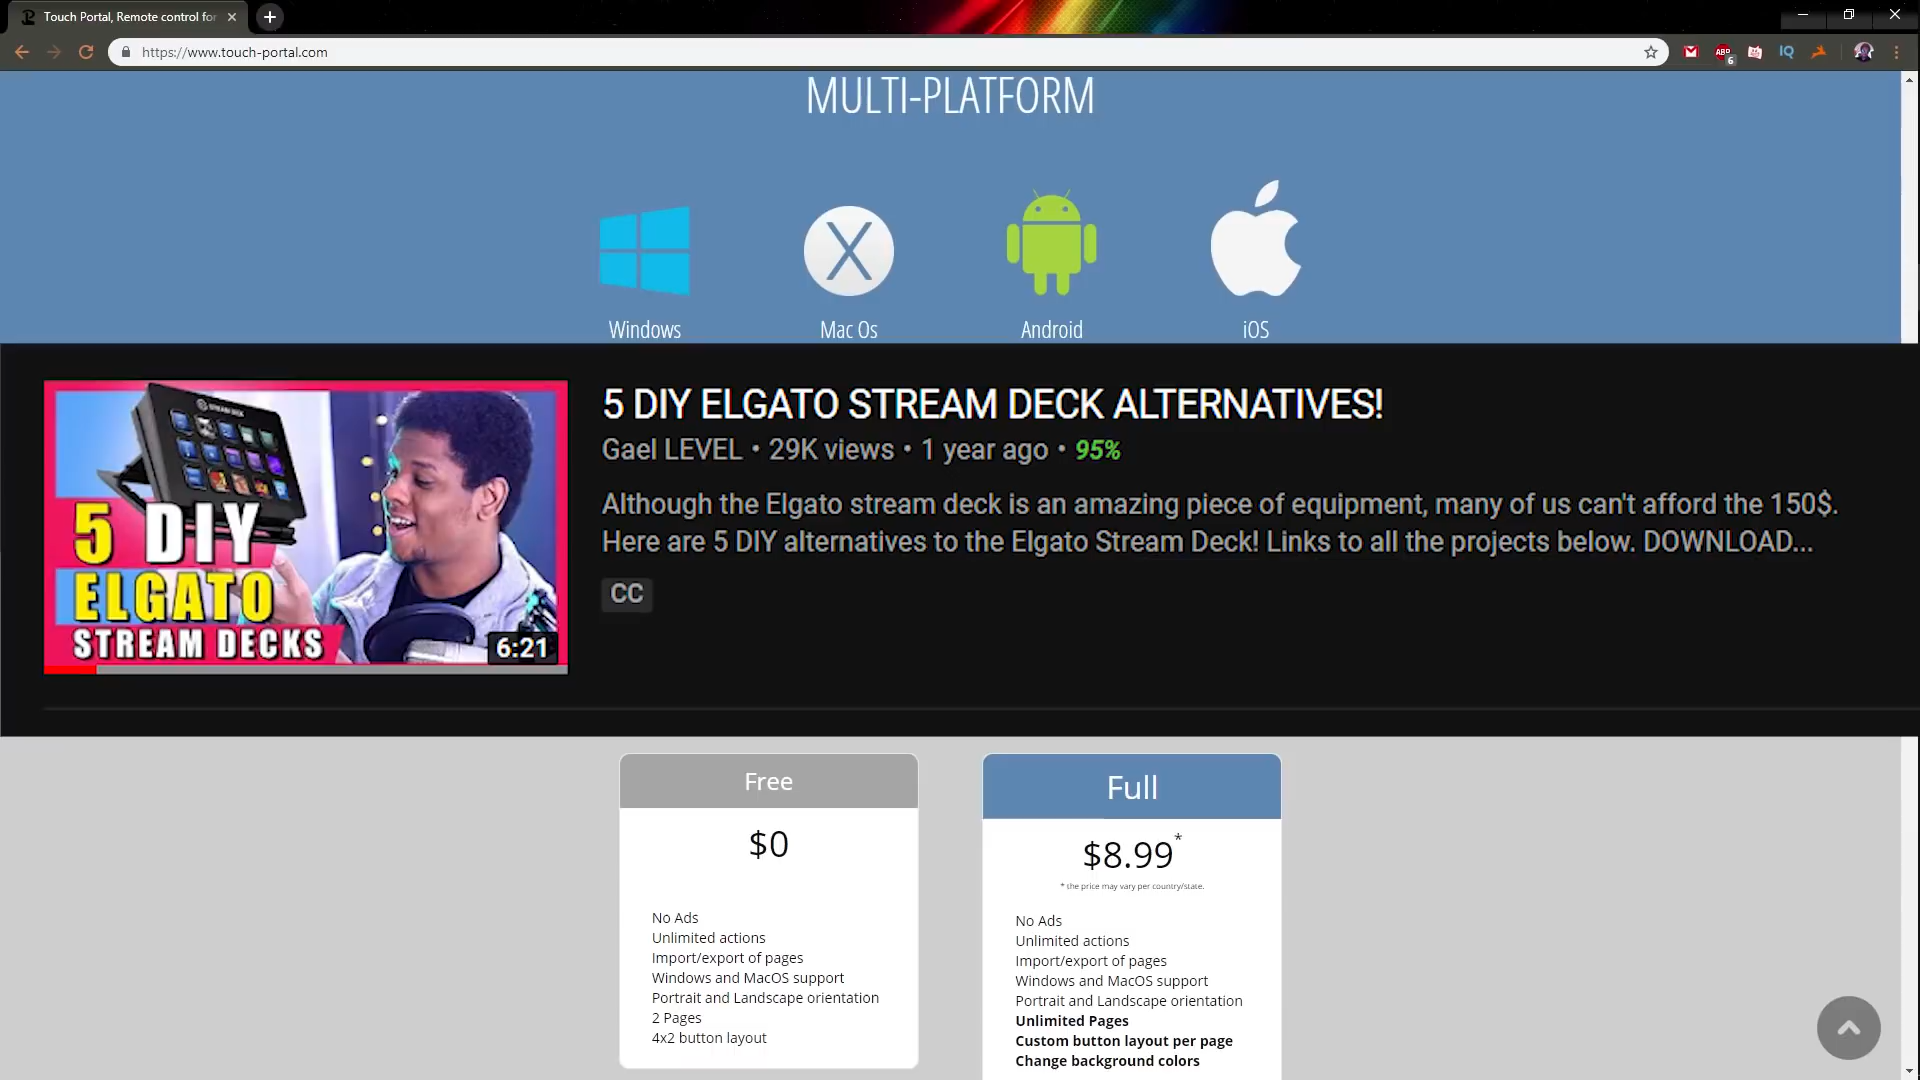 Touch Portal, Remote control for
https://www.touch-portal.com
ABP
6
IQ
MULTI-PLATFORM
Windows
Mac Os
Android
iOS
5 DIY
ELGATO
STREAM DECKS
6:21
5 DIY ELGATO STREAM DECK ALTERNATIVES!
Gael LEVEL • 29K views • 1 year ago • 95%
Although the Elgato stream deck is an amazing piece of equipment, many of us can't afford the 150$.
Here are 5 DIY alternatives to the Elgato Stream Deck! Links to all the projects below. DOWNLOAD...
CC
Free
$0
No Ads
Unlimited actions
Import/export of pages
Windows and MacOS support
Portrait and Landscape orientation
2 Pages
4x2 button layout
Full
$8.99*
* the price may vary per country/state.
No Ads
Unlimited actions
Import/export of pages
Windows and MacOS support
Portrait and Landscape orientation
Unlimited Pages
Custom button layout per page
Change background colors